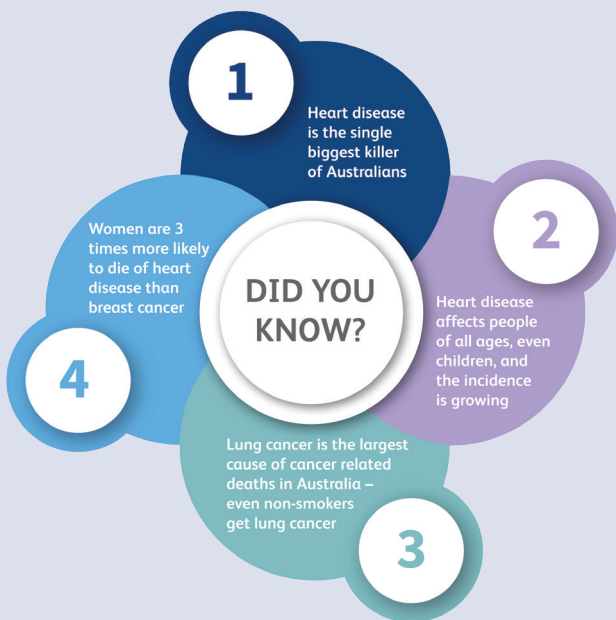 DID YOU
KNOW?
1
Heart disease
is the single
biggest killer
of Australians
2
Heart disease
affects people
of all ages, even
children, and
the incidence
is growing
3
Lung cancer is the largest
cause of cancer related
deaths in Australia –
even non-smokers
get lung cancer
4
Women are 3
times more likely
to die of heart
disease than
breast cancer